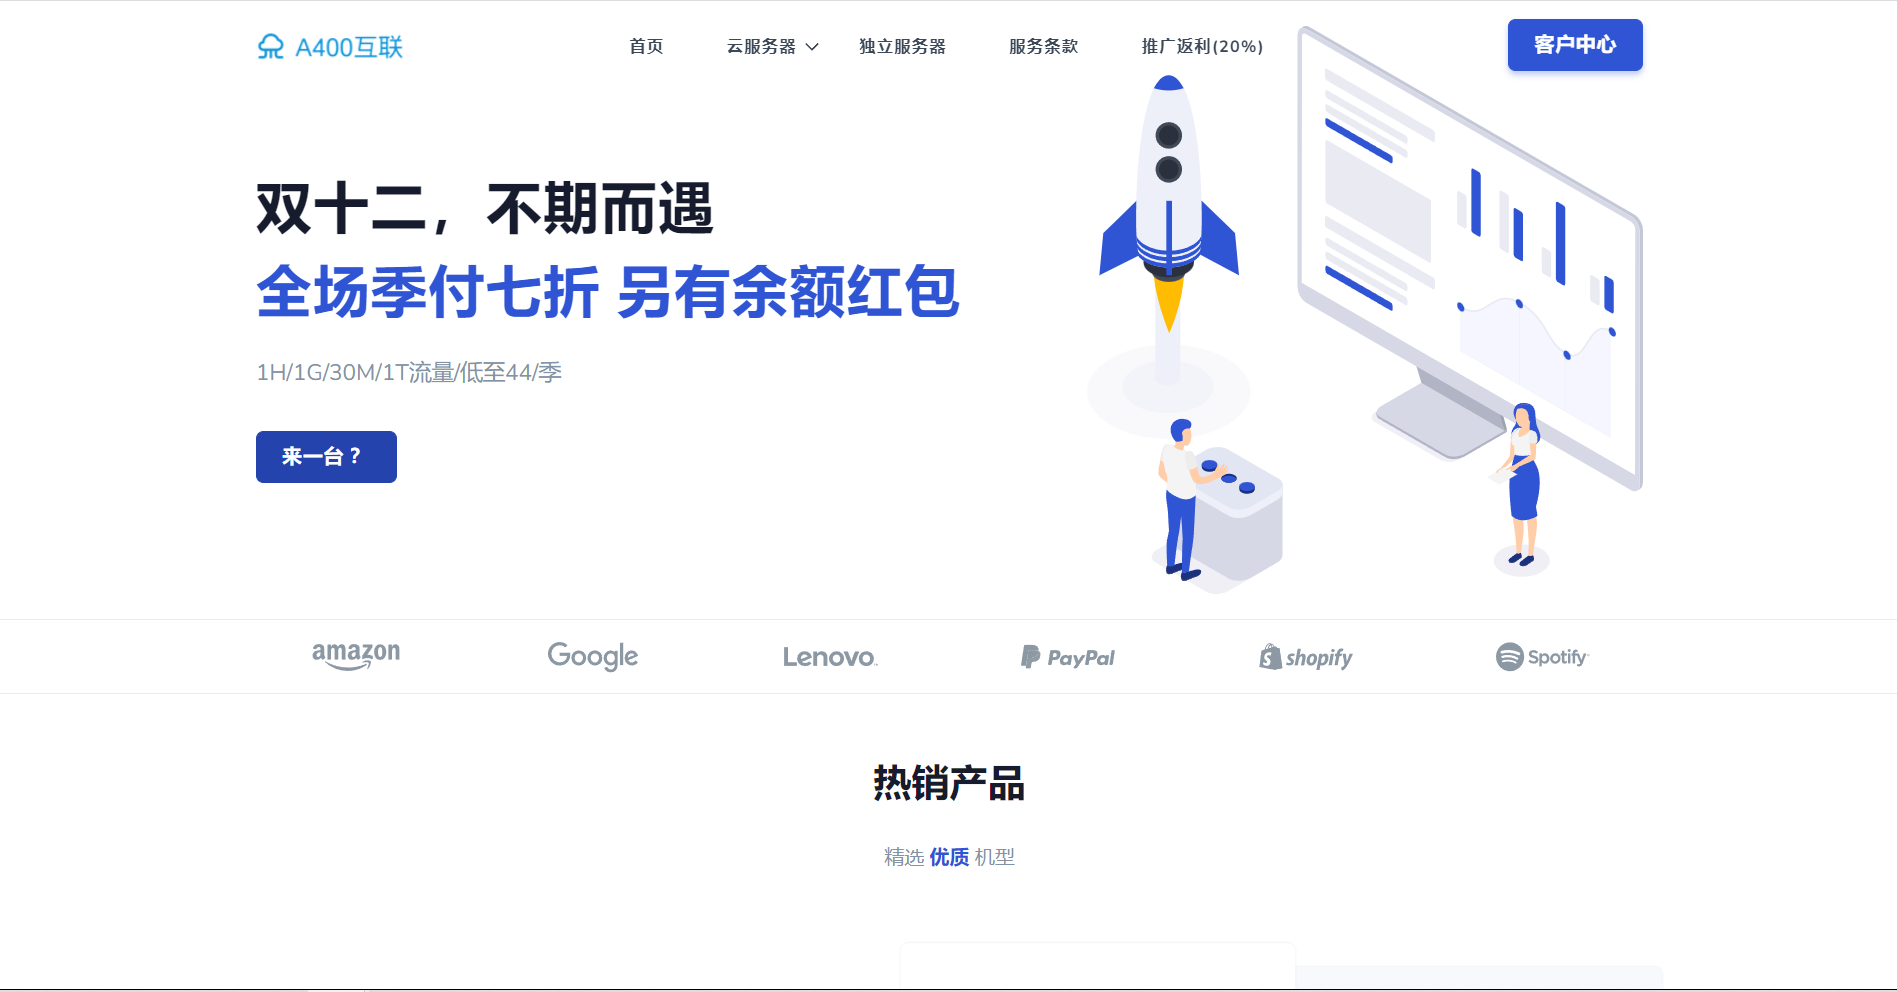 A400互联
首页
云服务器
独立服务器
服务条款
推广返利(20%)
客户中心
双十二，不期而遇
全场季付七折 另有余额红包
1H/1G/30M/1T流量/低至44/季
来一台？
amazon
Google
Lenovo
PayPal
shopify
Spotify
热销产品
精选 优质 机型